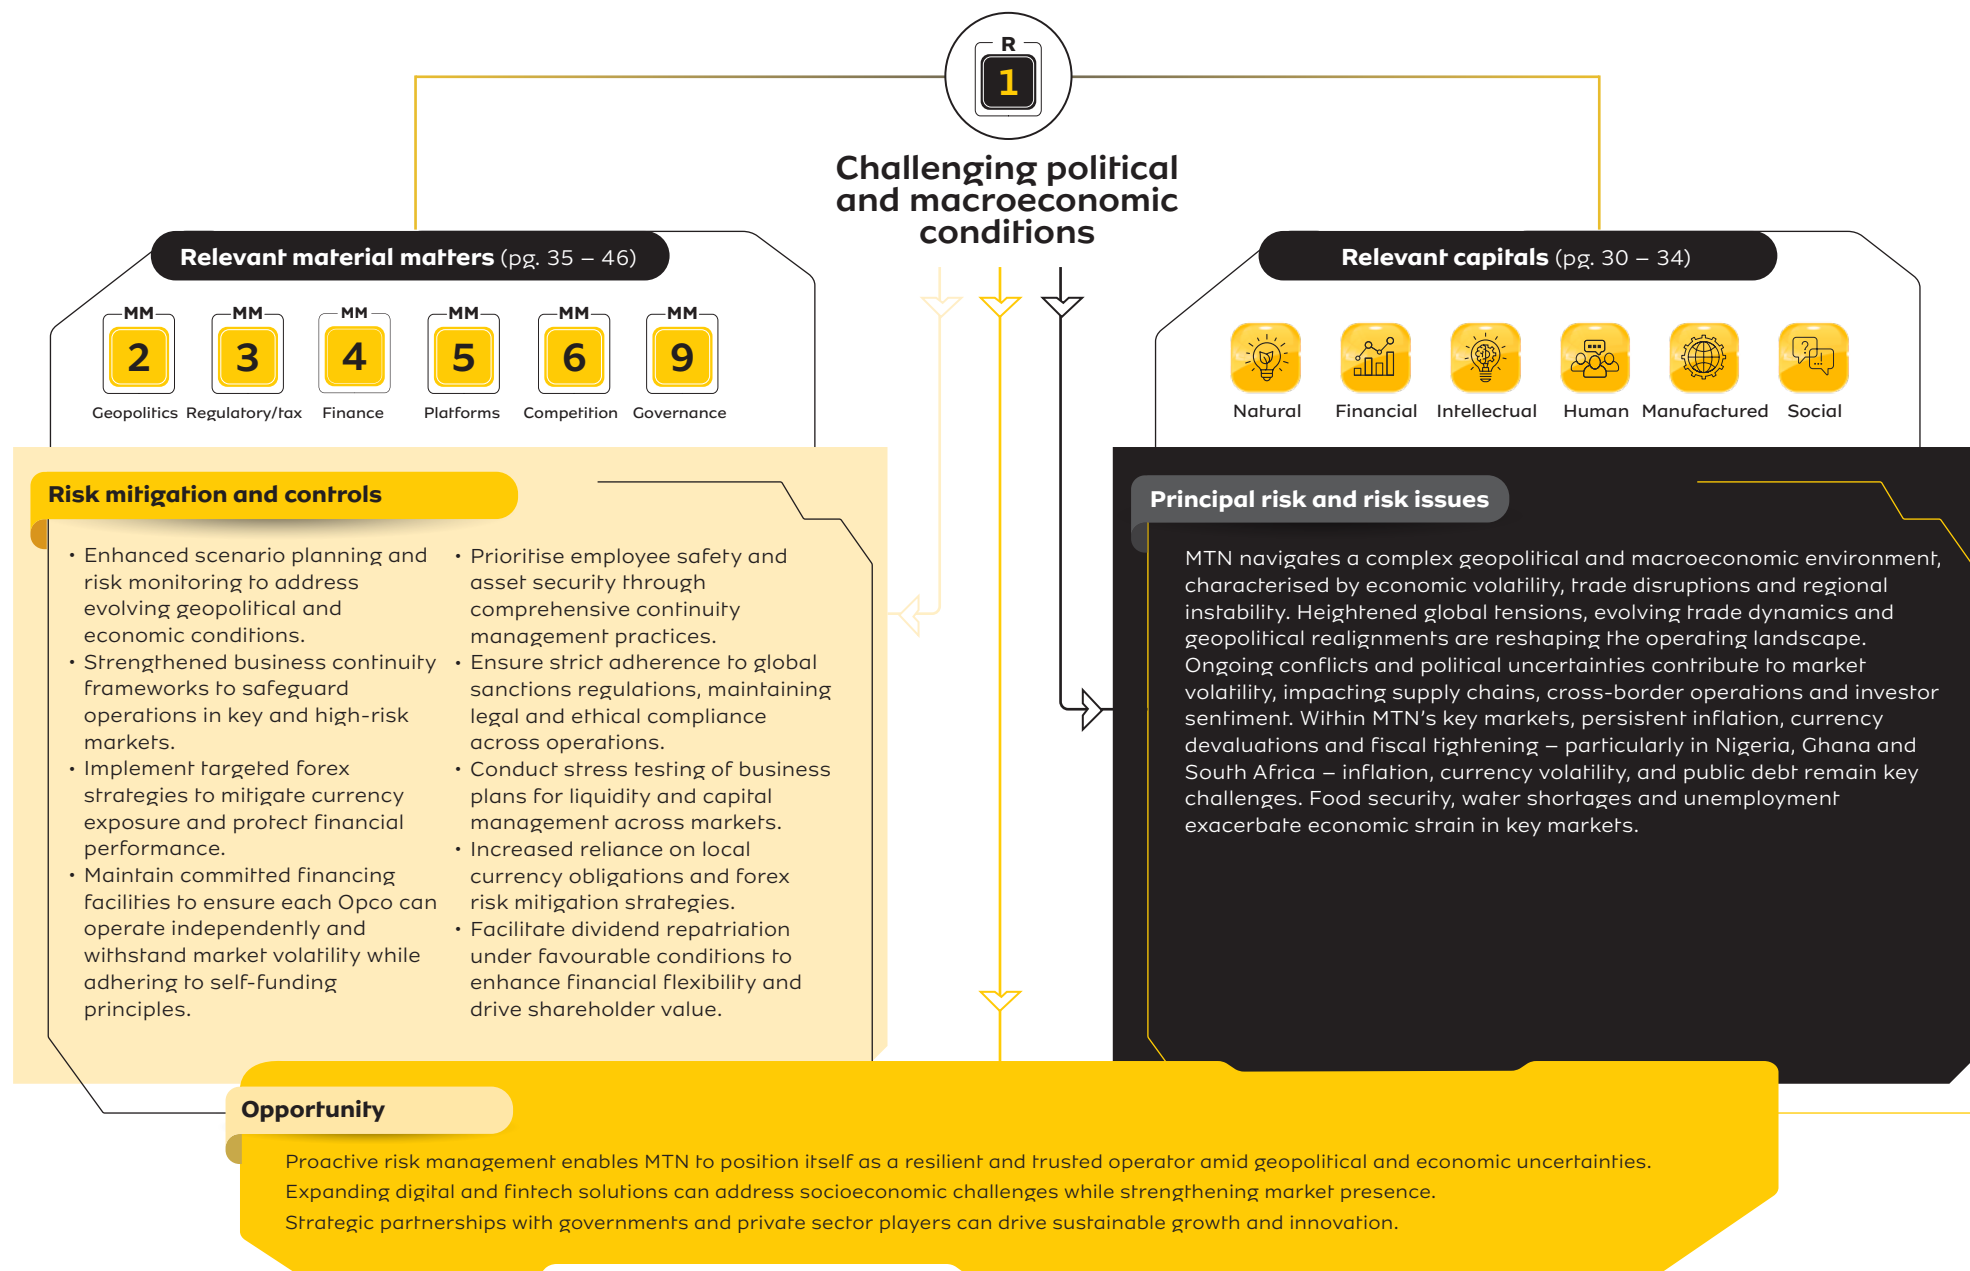 R
1
Challenging political
and macroeconomic
conditions
Relevant material matters (pg. 35 – 46)
MM
2
Geopolitics
MM
3
Regulatory/tax
MM
4
Finance
MM
5
Platforms
MM
6
Competition
MM
9
Governance
Relevant capitals (pg. 30 – 34)
Natural
Financial
Intellectual
Human
Manufactured
Social
Risk mitigation and controls
• Enhanced scenario planning and
risk monitoring to address
evolving geopolitical and
economic conditions.
• Strengthened business continuity
frameworks to safeguard
operations in key and high-risk
markets.
• Implement targeted forex
strategies to mitigate currency
exposure and protect financial
performance.
• Maintain committed financing
facilities to ensure each Opco can
operate independently and
withstand market volatility while
adhering to self-funding
principles.
• Prioritise employee safety and
asset security through
comprehensive continuity
management practices.
• Ensure strict adherence to global
sanctions regulations, maintaining
legal and ethical compliance
across operations.
• Conduct stress testing of business
plans for liquidity and capital
management across markets.
• Increased reliance on local
currency obligations and forex
risk mitigation strategies.
• Facilitate dividend repatriation
under favourable conditions to
enhance financial flexibility and
drive shareholder value.
Principal risk and risk issues
MTN navigates a complex geopolitical and macroeconomic environment,
characterised by economic volatility, trade disruptions and regional
instability. Heightened global tensions, evolving trade dynamics and
geopolitical realignments are reshaping the operating landscape.
Ongoing conflicts and political uncertainties contribute to market
volatility, impacting supply chains, cross-border operations and investor
sentiment. Within MTN's key markets, persistent inflation, currency
devaluations and fiscal tightening – particularly in Nigeria, Ghana and
South Africa – inflation, currency volatility, and public debt remain key
challenges. Food security, water shortages and unemployment
exacerbate economic strain in key markets.
Opportunity
Proactive risk management enables MTN to position itself as a resilient and trusted operator amid geopolitical and economic uncertainties.
Expanding digital and fintech solutions can address socioeconomic challenges while strengthening market presence.
Strategic partnerships with governments and private sector players can drive sustainable growth and innovation.